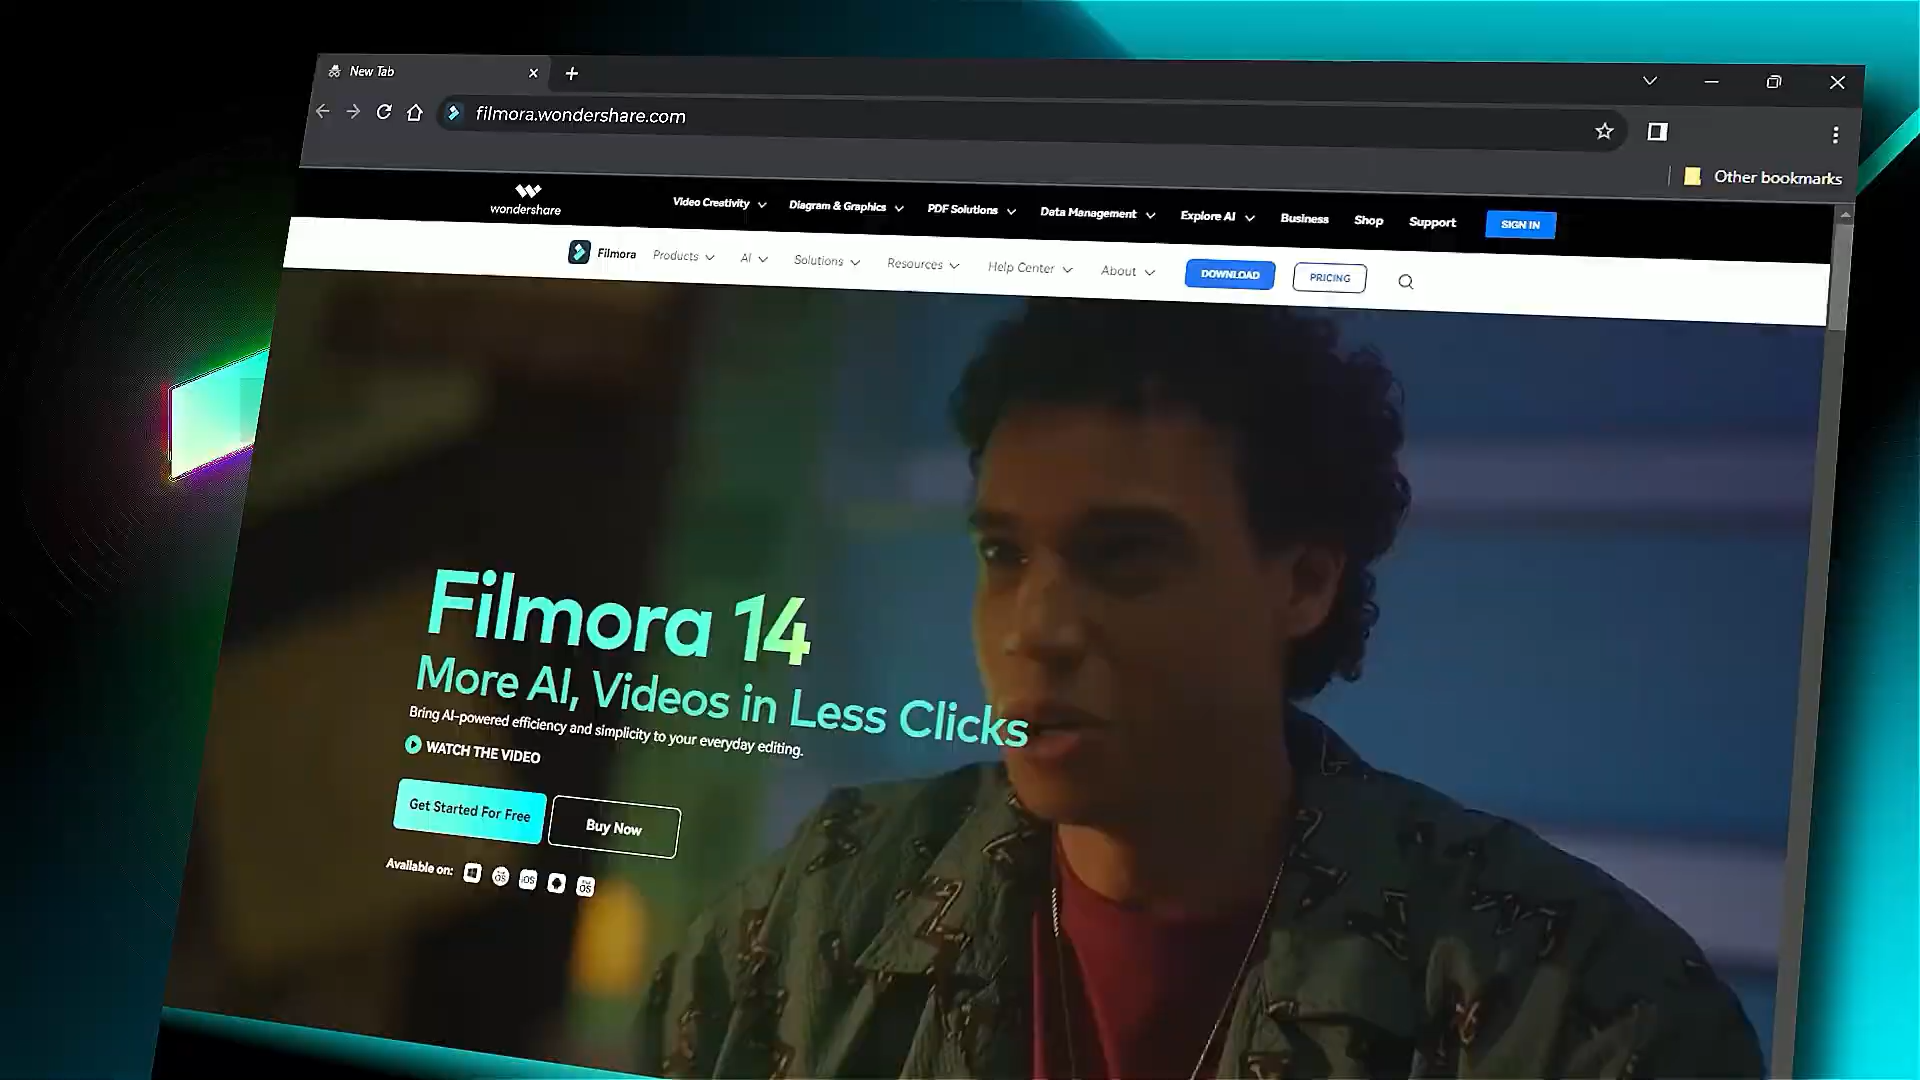 New Tab
filmora.wondershare.com
Other bookmarks
wondershare
Video Creativity Diagram & Graphics PDF Solutions Data Management Explore AI Business Shop Support SIGN IN
Filmora Products AI Solutions Resources Help Center About DOWNLOAD PRICING
Filmora 14
More AI, Videos in Less Clicks
Bring AI-powered efficiency and simplicity to your everyday editing.
WATCH THE VIDEO
Get Started For Free Buy Now
Available on: